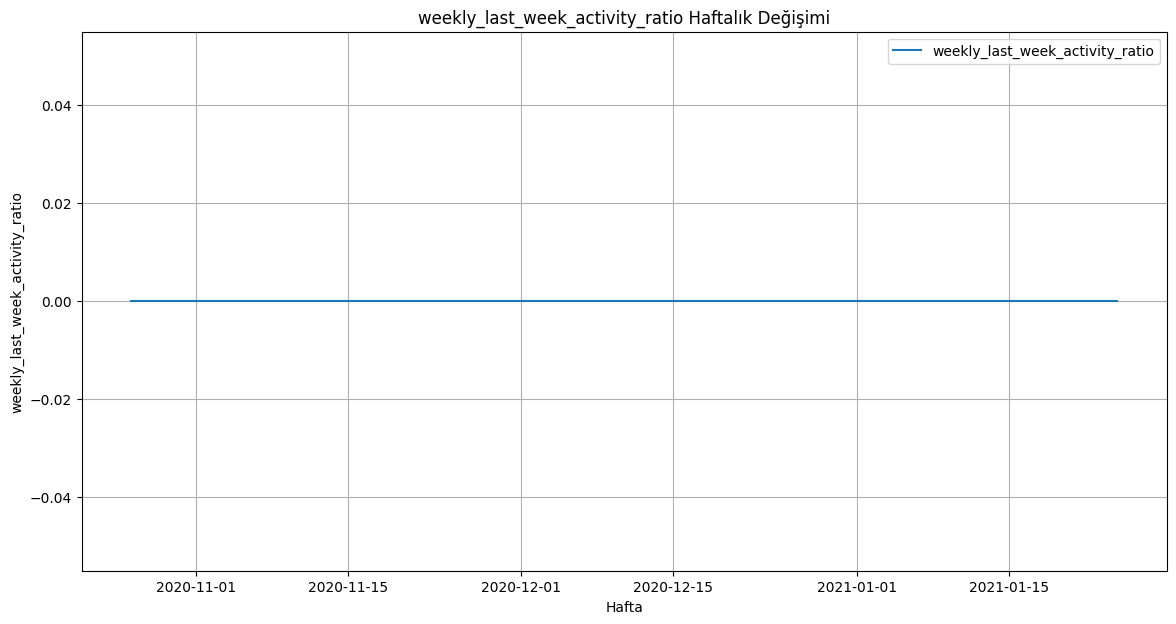 weekly_last_week_activity_ratio Haftalık Değişimi
weekly_last_week_activity_ratio
weekly_last_week_activity_ratio
0.04
0.02
0.00
−0.02
−0.04
2020-11-01 2020-11-15 2020-12-01 2020-12-15 2021-01-01 2021-01-15
Hafta